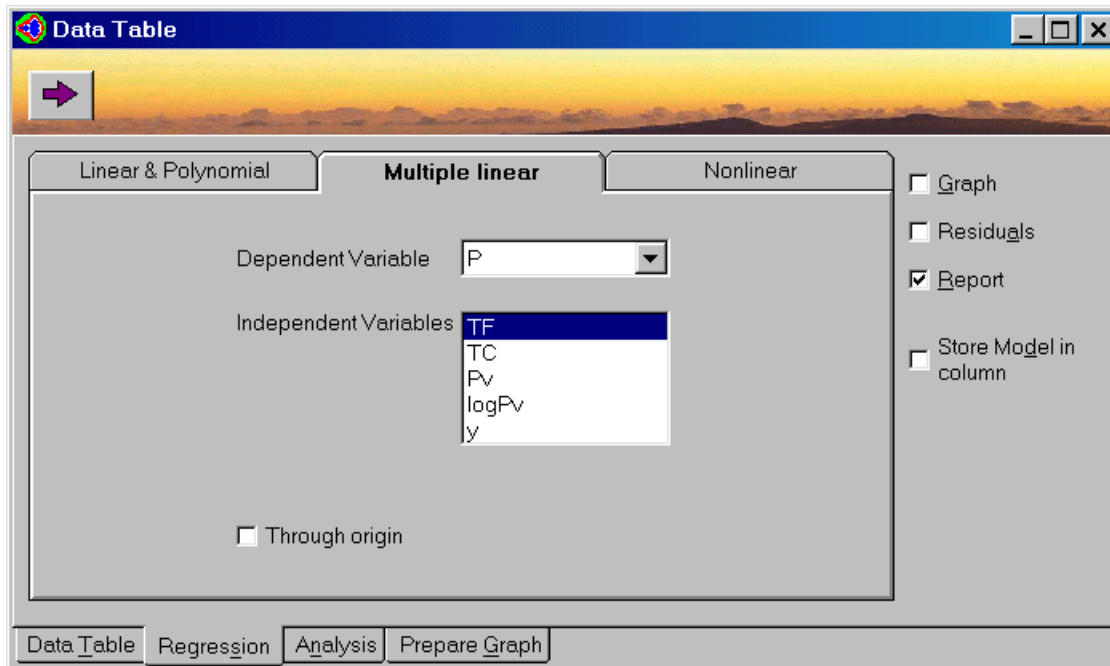 Data Table
Linear & Polynomial
Multiple linear
Nonlinear
Dependent Variable
P
Independent Variables
TF
TC
Pv
logPv
y
Through origin
Graph
Residuals
Report
Store Model in
column
Data Table
Regression
Analysis
Prepare Graph